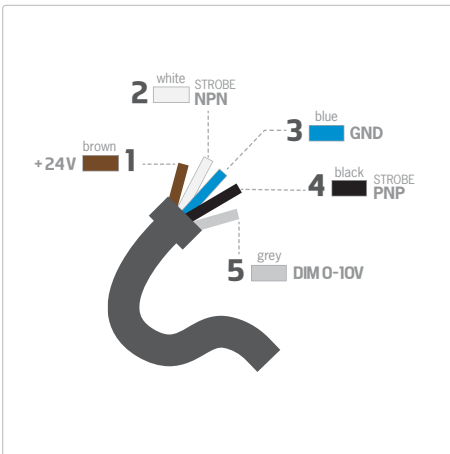 white
2 STROBE
NPN
blue
3 GND
brown
+24V 1
black
4 STROBE
PNP
grey
5 DIM 0-10V